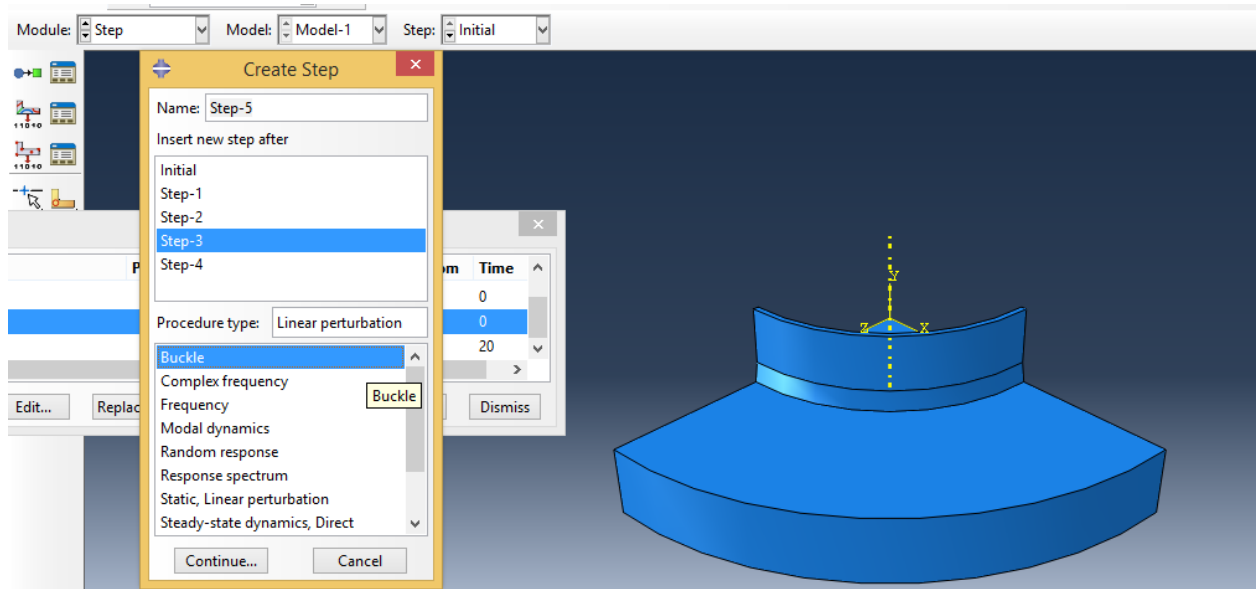 Module: Step Model: Model-1 Step: Initial
Create Step
Name: Step-5
Insert new step after
Initial
Step-1
Step-2
Step-3
Step-4
Time
0
0
20
Procedure type: Linear perturbation
Buckle
Complex frequency
Frequency
Modal dynamics
Random response
Response spectrum
Static, Linear perturbation
Steady-state dynamics, Direct
Buckle
Edit...
Dismiss
Continue... Cancel
Y
Z X